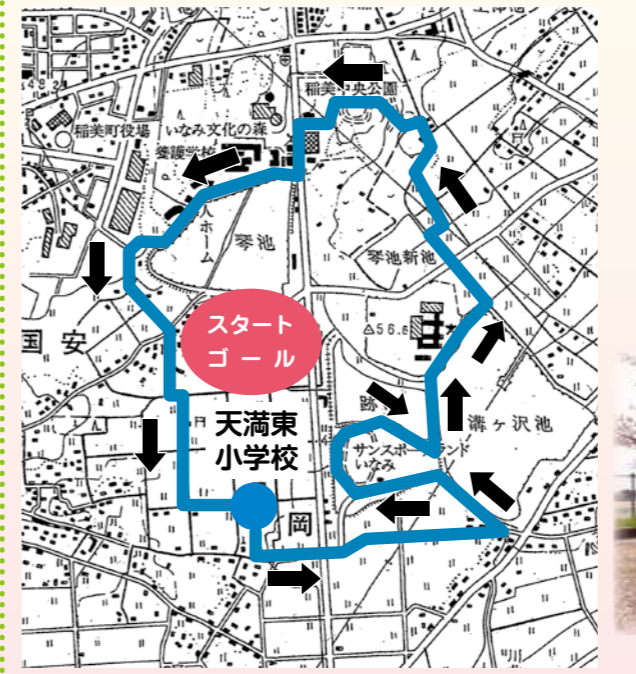 稲美中央公園
稲美町役場
いなみ文化の森
養護学校
人ホーム
琴池
琴池新池
スタート
ゴール
△56.6
国安
跡
天満東
小学校
満ヶ沢池
サンスポーランド
いなみ
岡